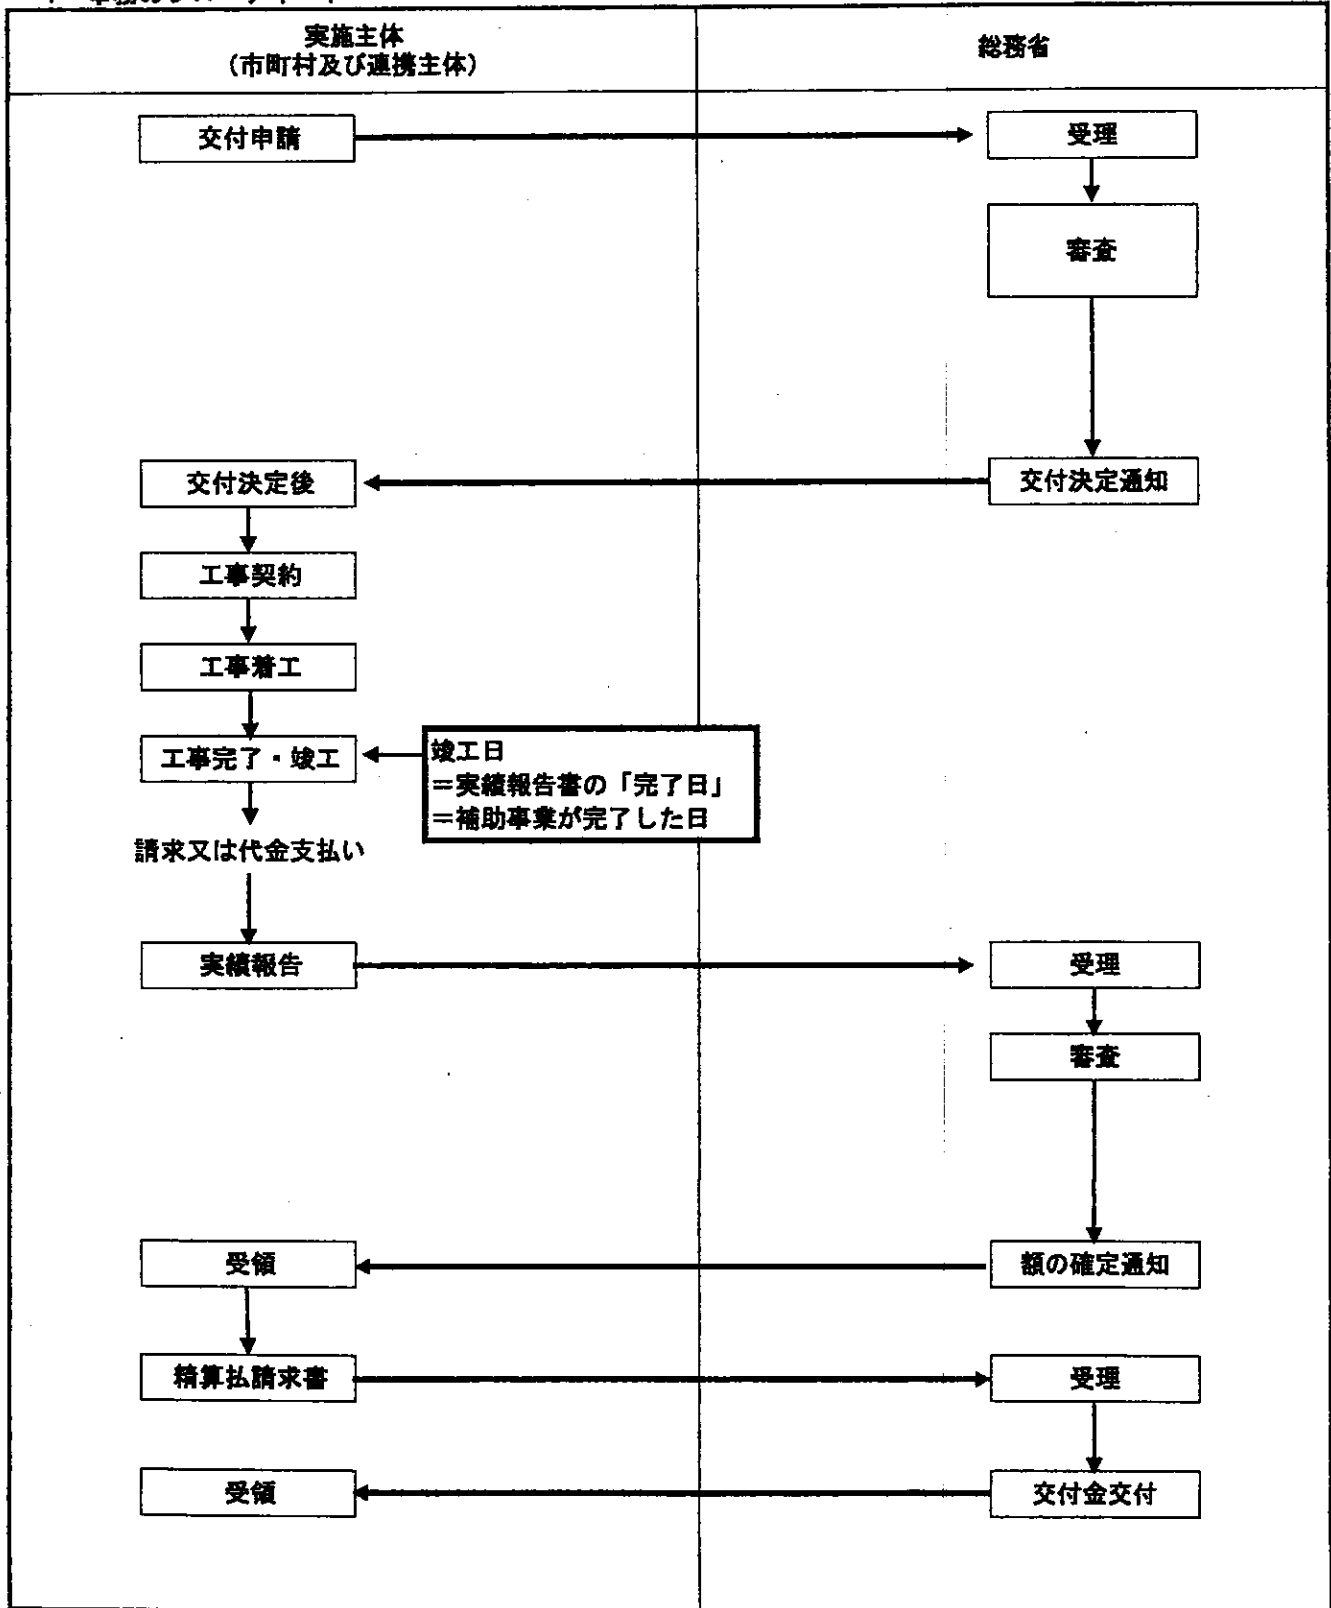 実施主体
(市町村及び連携主体)
総務省
交付申請
受理
審査
交付決定後
交付決定通知
工事契約
工事着工
工事完了・竣工
竣工日
=実績報告書の「完了日」
=補助事業が完了した日
請求又は代金支払い
実績報告
受理
審査
受領
額の確定通知
精算払請求書
受理
受領
交付金交付